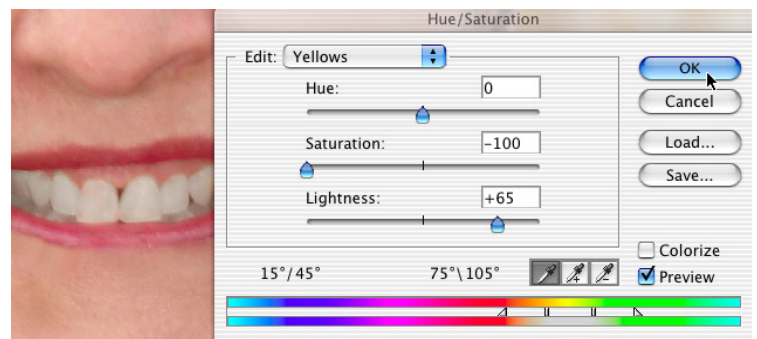 Hue/Saturation
Edit: Yellows
Hue: 0
Saturation: -100
Lightness: +65
OK
Cancel
Load...
Save...
Colorize
Preview
15°/45° 75°\105°